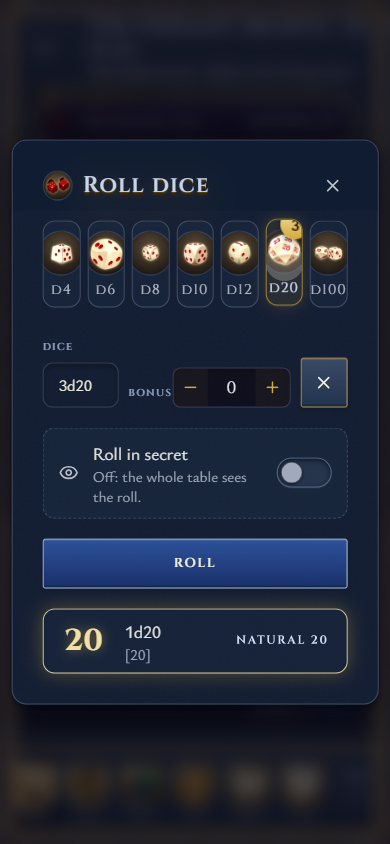 Roll dice
3
D4
D6
D8
D10
D12
D20
D100
DICE
3d20
BONUS
− 0 +
Roll in secret
Off: the whole table sees
the roll.
ROLL
20
1d20
[20]
NATURAL 20